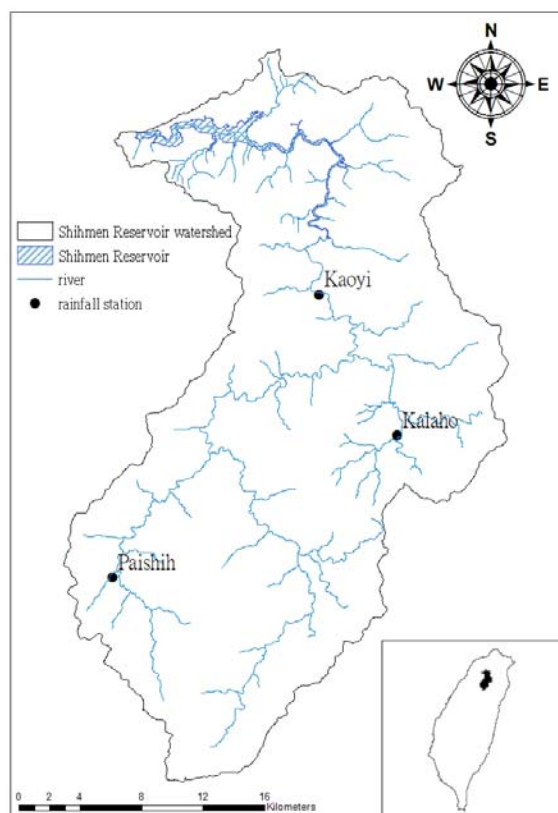 N
W E
S
Shihmen Reservoir watershed
Shihmen Reservoir
river
rainfall station
Kaoyi
Kalaho
Paishih
0 2 4 8 12 16
Kilometers